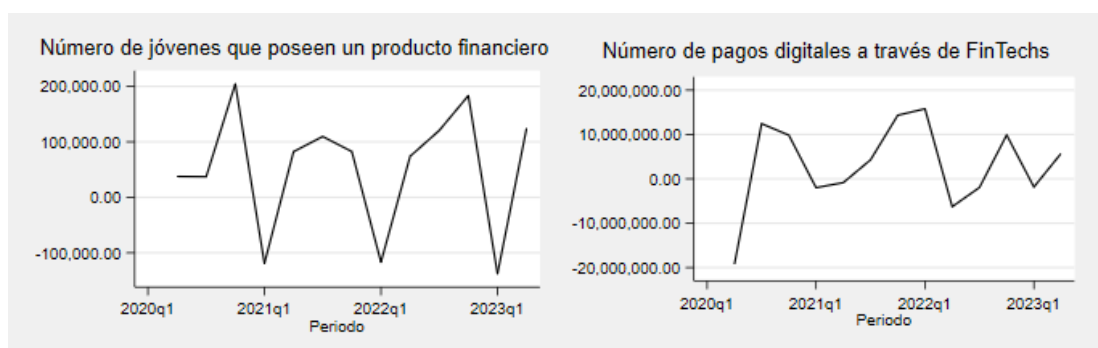 Número de jóvenes que poseen un producto financiero
200,000.00
100,000.00
0.00
-100,000.00
2020q1 2021q1 2022q1 2023q1
Periodo
Número de pagos digitales a través de FinTechs
20,000,000.00
10,000,000.00
0.00
-10,000,000.00
-20,000,000.00
2020q1 2021q1 2022q1 2023q1
Periodo